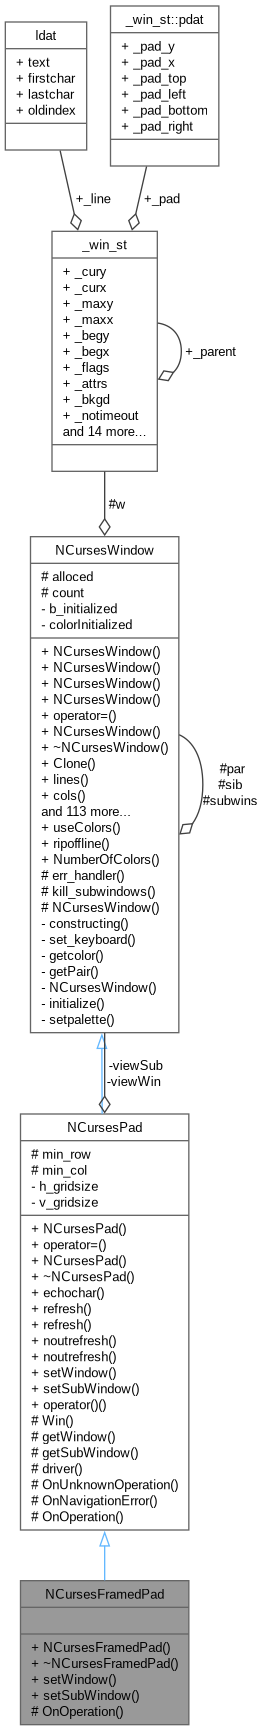 ldat
+ text
+ firstchar
+ lastchar
+ oldindex
_win_st::pdat
+ _pad_y
+ _pad_x
+ _pad_top
+ _pad_left
+ _pad_bottom
+ _pad_right
+_line
+_pad
_win_st
+ _cury
+ _curx
+ _maxy
+ _maxx
+ _begy
+ _begx
+ _flags
+ _attrs
+ _bkgd
+ _notimeout
and 14 more...
+_parent
#w
NCursesWindow
# alloced
# count
- b_initialized
- colorInitialized
+ NCursesWindow()
+ NCursesWindow()
+ NCursesWindow()
+ NCursesWindow()
+ operator=()
+ NCursesWindow()
+ ~NCursesWindow()
+ Clone()
+ lines()
+ cols()
and 113 more...
+ useColors()
+ ripoffline()
+ NumberOfColors()
# err_handler()
# kill_subwindows()
# NCursesWindow()
- constructing()
- set_keyboard()
- getcolor()
- getPair()
- NCursesWindow()
- initialize()
- setpalette()
#par
#sib
#subwins
-viewSub
-viewWin
NCursesPad
# min_row
# min_col
- h_gridsize
- v_gridsize
+ NCursesPad()
+ operator=()
+ NCursesPad()
+ ~NCursesPad()
+ echochar()
+ refresh()
+ refresh()
+ noutrefresh()
+ noutrefresh()
+ setWindow()
+ setSubWindow()
+ operator()()
# Win()
# getWindow()
# getSubWindow()
# driver()
# OnUnknownOperation()
# OnNavigationError()
# OnOperation()
NCursesFramedPad
+ NCursesFramedPad()
+ ~NCursesFramedPad()
+ setWindow()
+ setSubWindow()
# OnOperation()